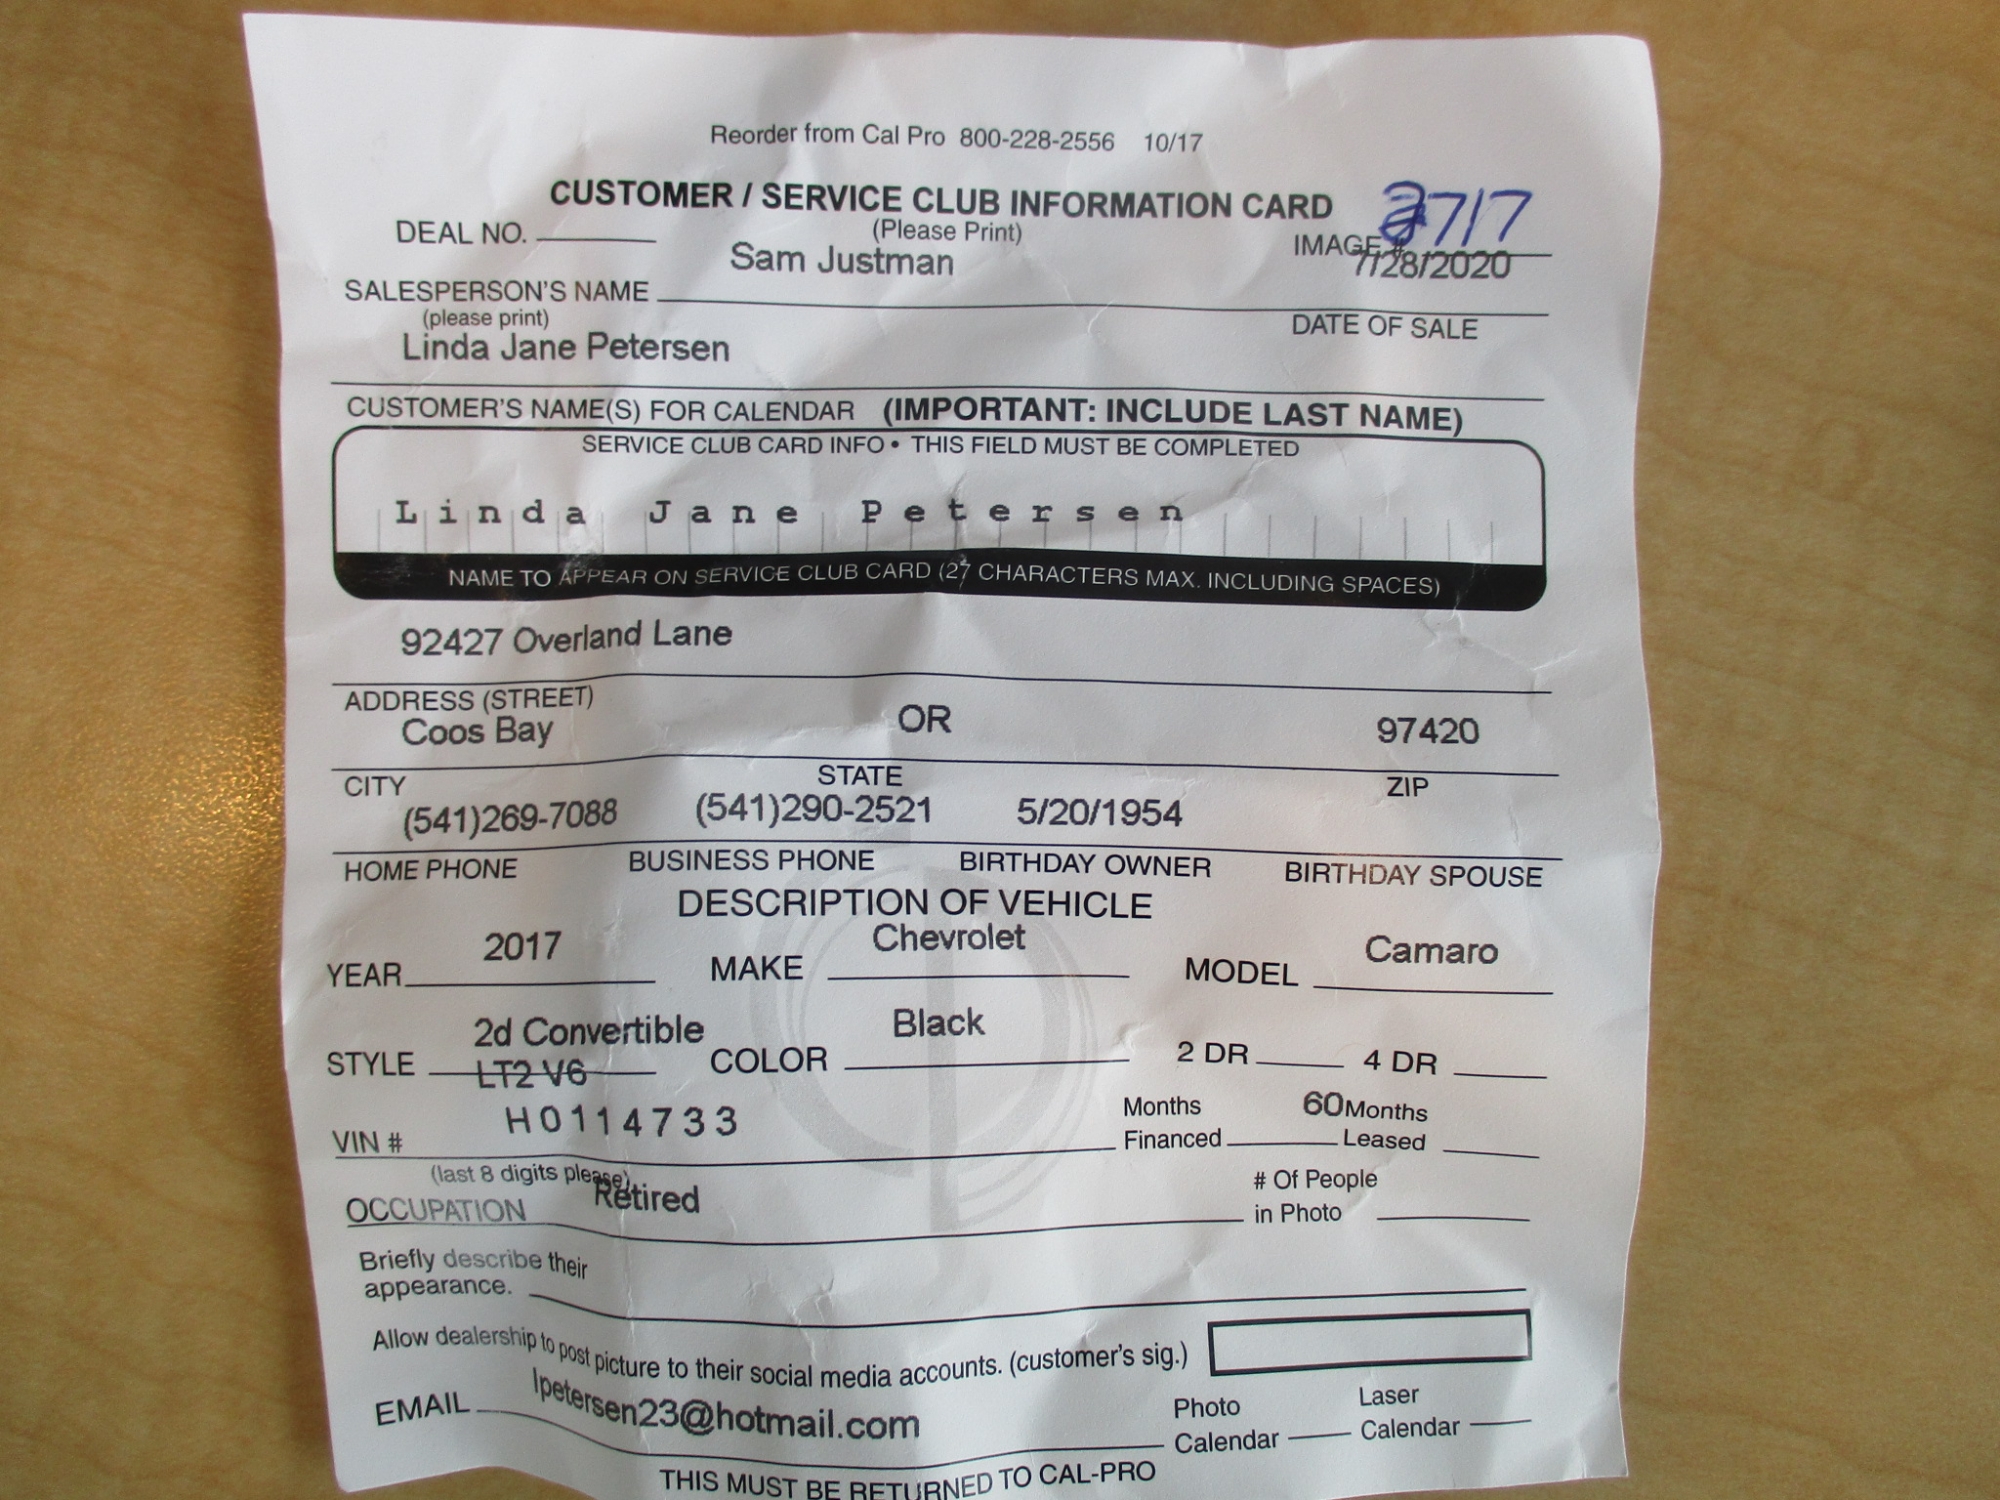 Reorder from Cal Pro 800-228-2556 10/17
CUSTOMER / SERVICE CLUB INFORMATION CARD
(Please Print)
DEAL NO.
IMAGE # 2717
Sam Justman
7/28/2020
SALESPERSON'S NAME
(please print)
DATE OF SALE
Linda Jane Petersen
CUSTOMER'S NAME(S) FOR CALENDAR (IMPORTANT: INCLUDE LAST NAME)
SERVICE CLUB CARD INFO • THIS FIELD MUST BE COMPLETED
Linda Jane Petersen
NAME TO APPEAR ON SERVICE CLUB CARD (27 CHARACTERS MAX. INCLUDING SPACES)
92427 Overland Lane
ADDRESS (STREET)
Coos Bay OR 97420
CITY STATE ZIP
(541)269-7088 (541)290-2521 5/20/1954
HOME PHONE BUSINESS PHONE BIRTHDAY OWNER BIRTHDAY SPOUSE
DESCRIPTION OF VEHICLE
YEAR 2017 MAKE Chevrolet MODEL Camaro
2d Convertible
STYLE LT2 V6 COLOR Black 2 DR 4 DR
VIN # H0114733
Months Financed 60 Months Leased
(last 8 digits please)
OCCUPATION Retired
# Of People
in Photo
Briefly describe their
appearance.
Allow dealership to post picture to their social media accounts. (customer's sig.)
EMAIL lpetersen23@hotmail.com
Photo Calendar Laser Calendar
THIS MUST BE RETURNED TO CAL-PRO